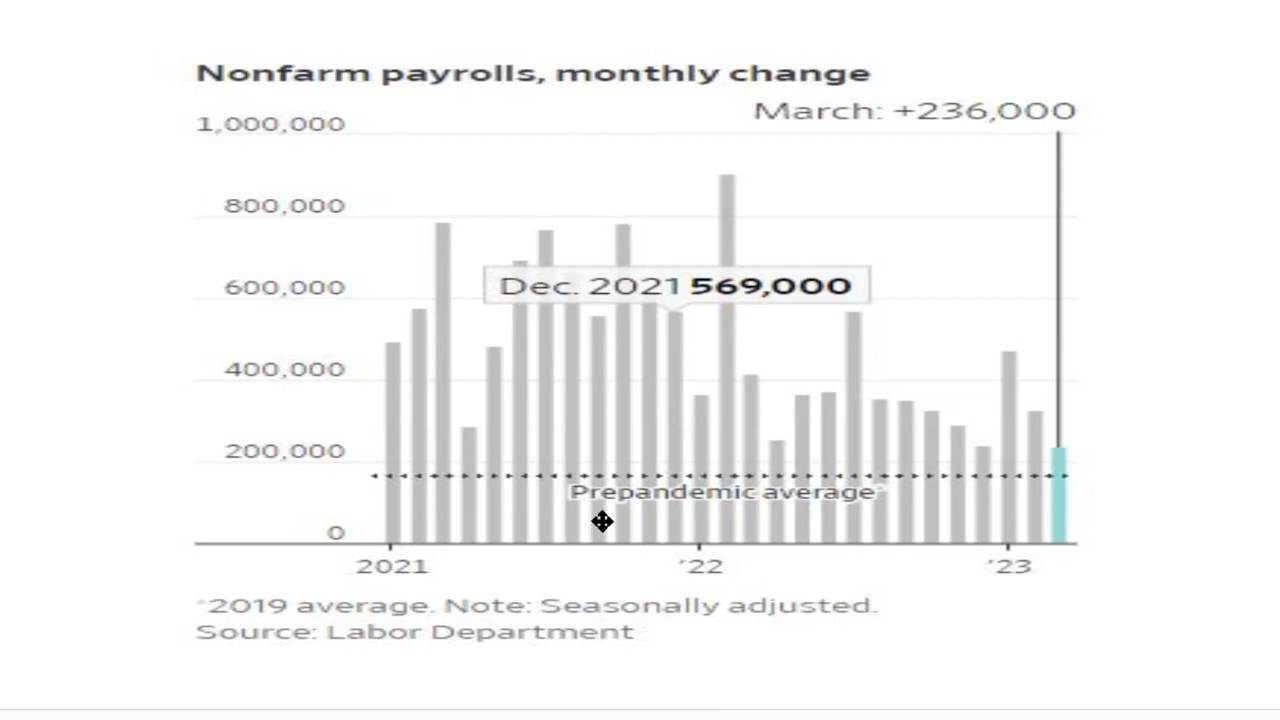 Nonfarm payrolls, monthly change
March: +236,000
1,000,000
800,000
600,000
Dec. 2021 569,000
400,000
200,000
Prepandemic average*
0
2021 ’22 ’23
*2019 average. Note: Seasonally adjusted.
Source: Labor Department